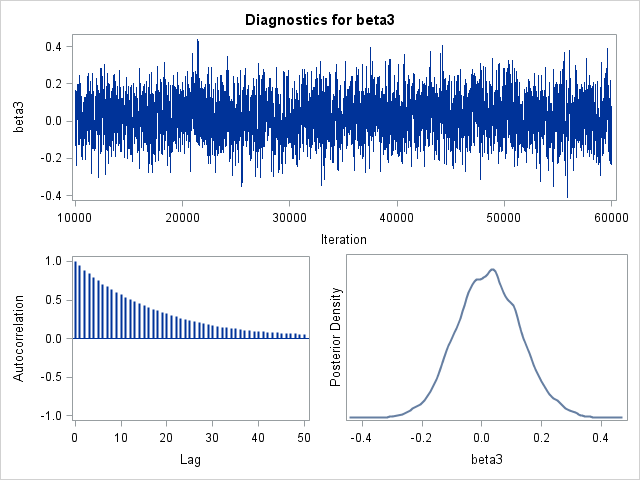 Diagnostics for beta3
0.4
0.2
0.0
-0.2
-0.4
beta3
10000 20000 30000 40000 50000 60000
Iteration
1.0
0.5
0.0
-0.5
-1.0
Autocorrelation
0 10 20 30 40 50
Lag
Posterior Density
-0.4 -0.2 0.0 0.2 0.4
beta3